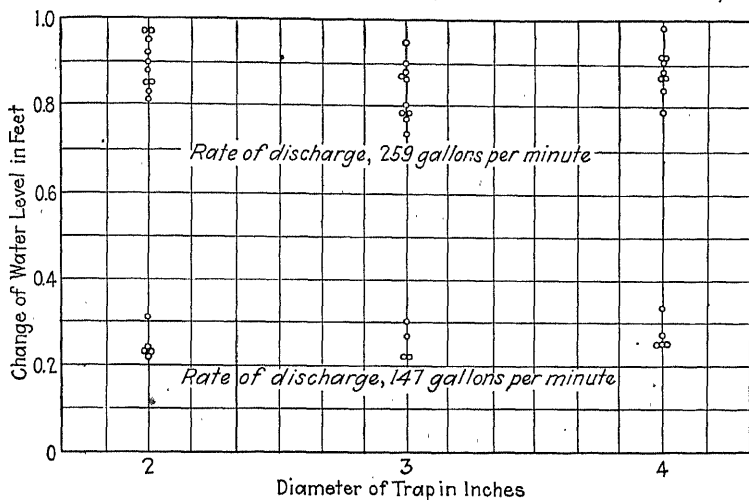 1.0
0.8
Rate of discharge, 259 gallons per minute
0.6
0.4
0.2
Rate of discharge, 147 gallons per minute
0
2 3 4
Change of Water Level in Feet
Diameter of Trap in Inches